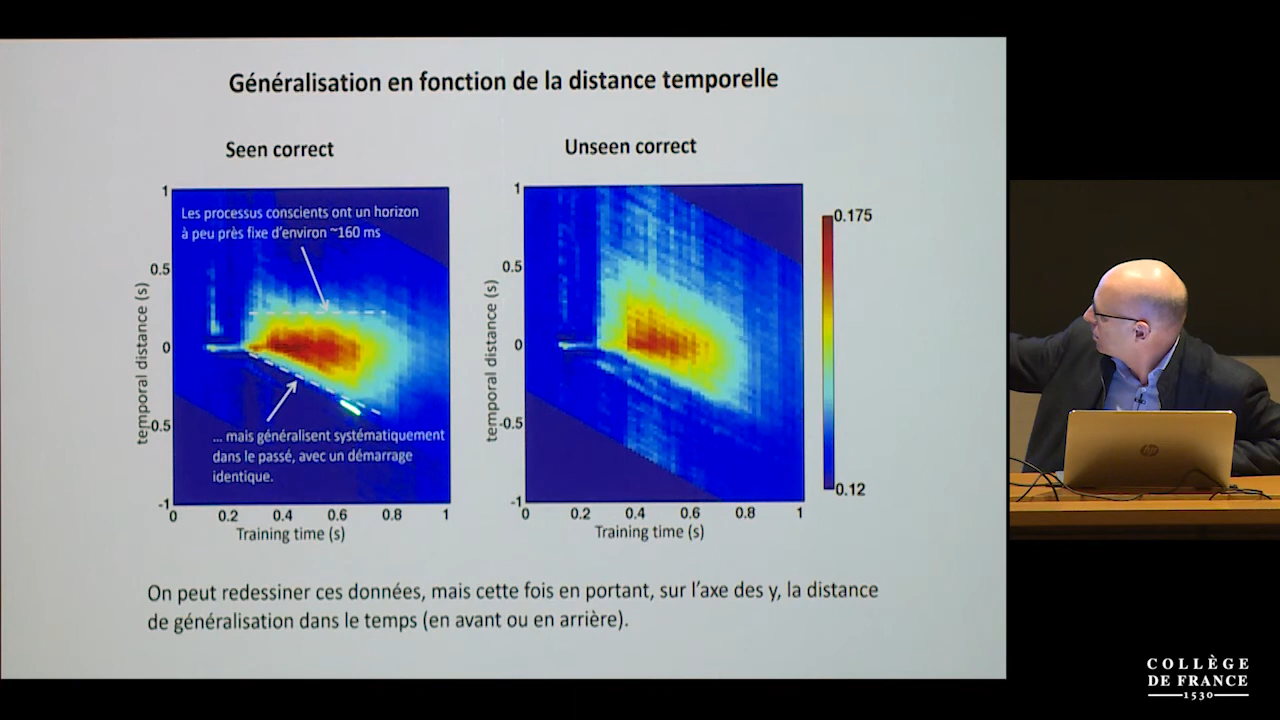 Généralisation en fonction de la distance temporelle
Seen correct
Unseen correct
Les processus conscients ont un horizon
à peu près fixe d'environ ~160 ms
... mais généralisent systématiquement
dans le passé, avec un démarrage
identique.
temporal distance (s)
1
0.5
0
-0.5
-1
0 0.2 0.4 0.6 0.8 1
Training time (s)
temporal distance (s)
1
0.5
0
-0.5
-1
0 0.2 0.4 0.6 0.8 1
Training time (s)
0.175
0.12
On peut redessiner ces données, mais cette fois en portant, sur l'axe des y, la distance
de généralisation dans le temps (en avant ou en arrière).
hp
COLLÈGE
DE FRANCE
1530